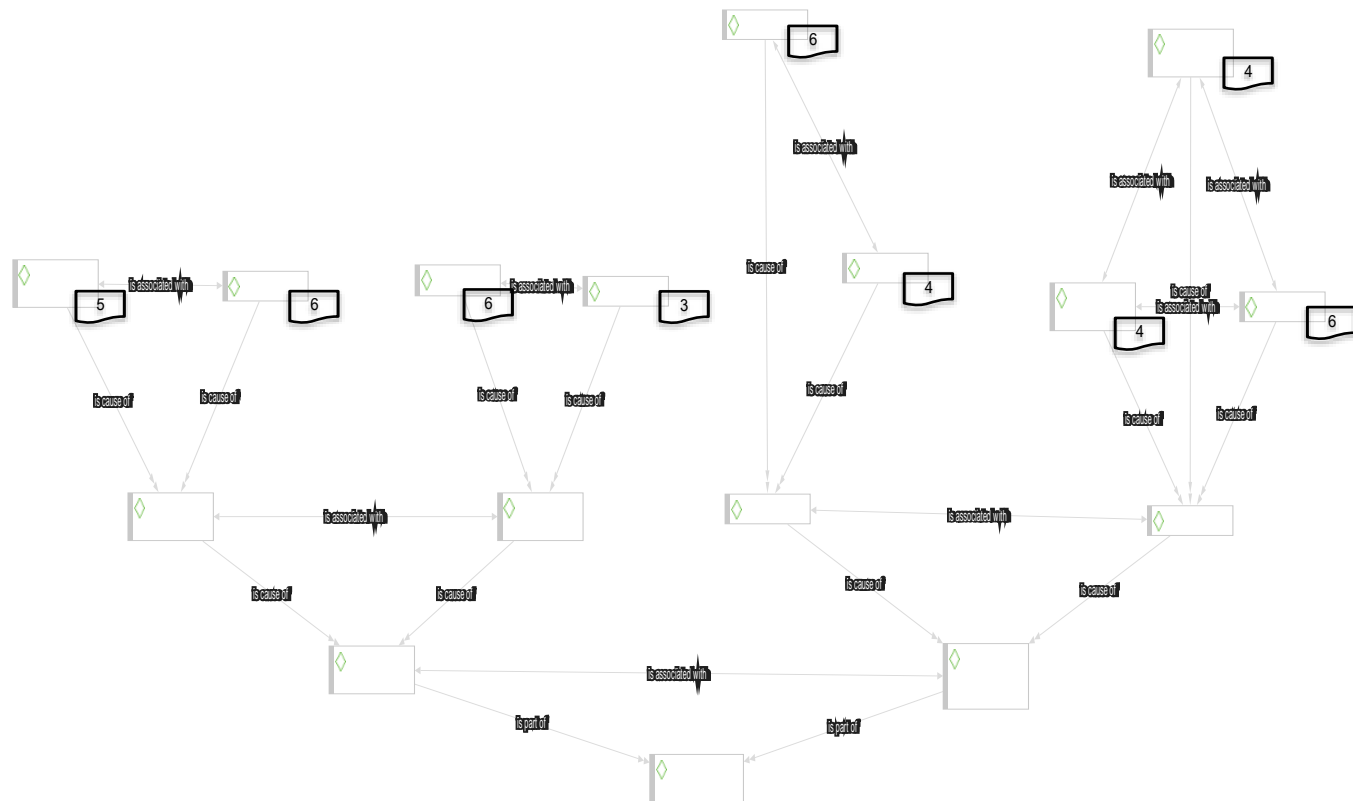 6
4
is associated with
is associated with
is associated with
5
is associated with
6
6
is associated with
3
is cause of
4
is cause of
is associated with
4
6
is cause of
is cause of
is cause of
is cause of
is cause of
is cause of
is cause of
is associated with
is associated with
is cause of
is cause of
is cause of
is cause of
is associated with
is part of
is part of